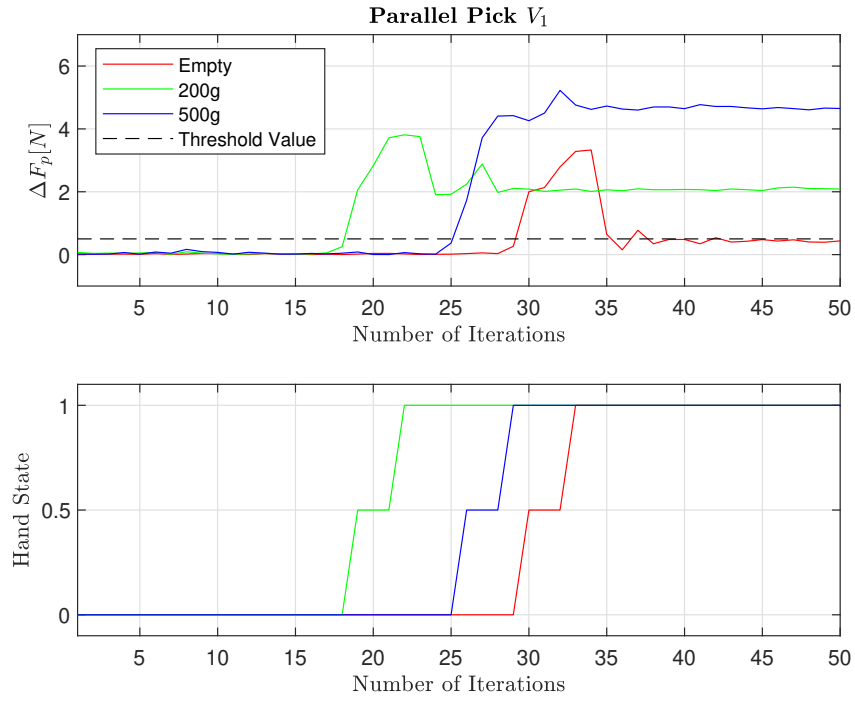 Parallel Pick V₁
6
4
2
0
ΔFₚ[N]
Empty
200g
500g
Threshold Value
5 10 15 20 25 30 35 40 45 50
Number of Iterations
1
0.5
0
Hand State
5 10 15 20 25 30 35 40 45 50
Number of Iterations